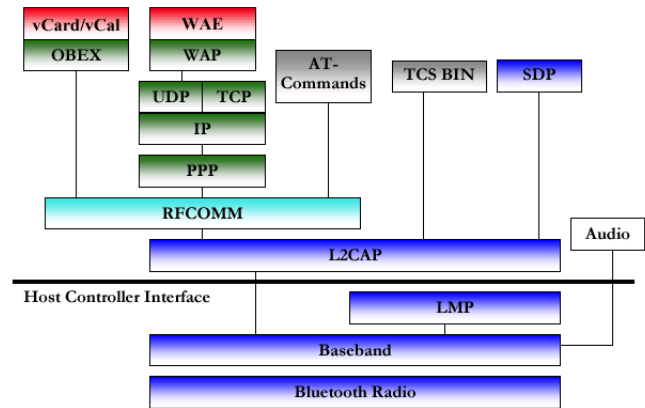 vCard/vCal
WAE
OBEX
WAP
AT-
Commands
TCS BIN
SDP
UDP
TCP
IP
PPP
RFCOMM
Audio
L2CAP
Host Controller Interface
LMP
Baseband
Bluetooth Radio